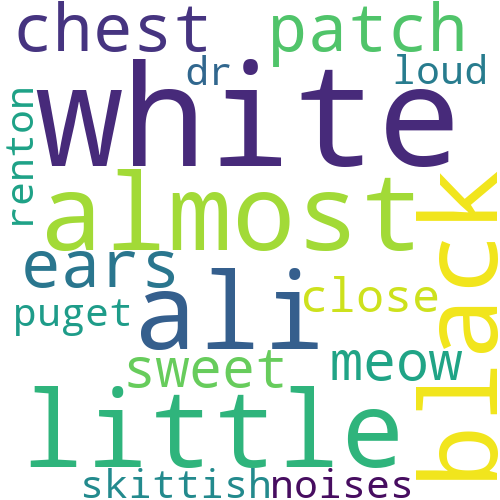 chest
patch
dr
loud
white
renton
almost
black
ears
ali
close
puget
sweet
meow
little
skittish
noises